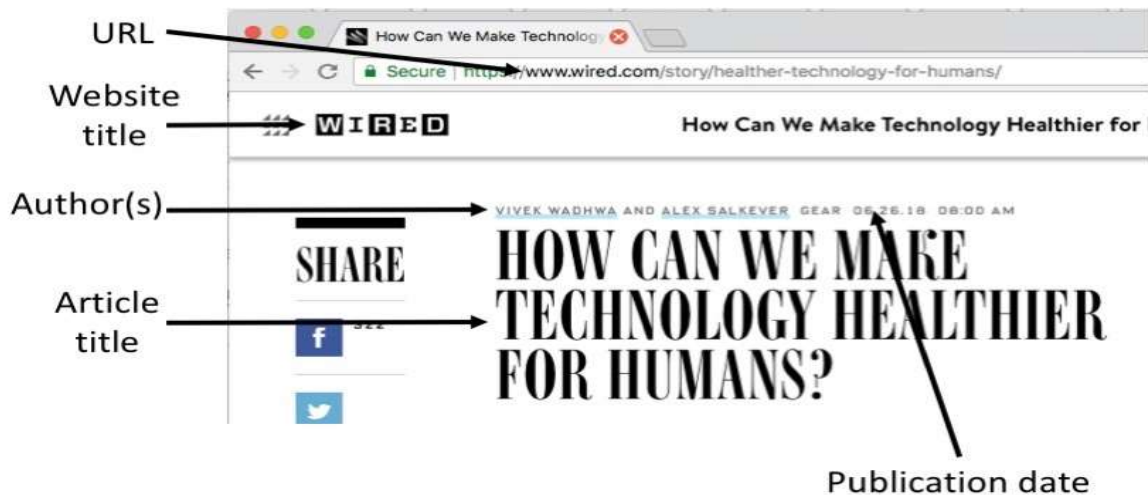 URL
How Can We Make Technolog
Secure | https://www.wired.com/story/healther-technology-for-humans/
Website
title
WIRED
How Can We Make Technology Healthier for
Author(s)
VIVEK WADHWA AND ALEX SALKEVER GEAR 06.26.18 08:00 AM
SHARE
HOW CAN WE MAKE
TECHNOLOGY HEALTHIER
FOR HUMANS?
Article
title
f 322
Publication date